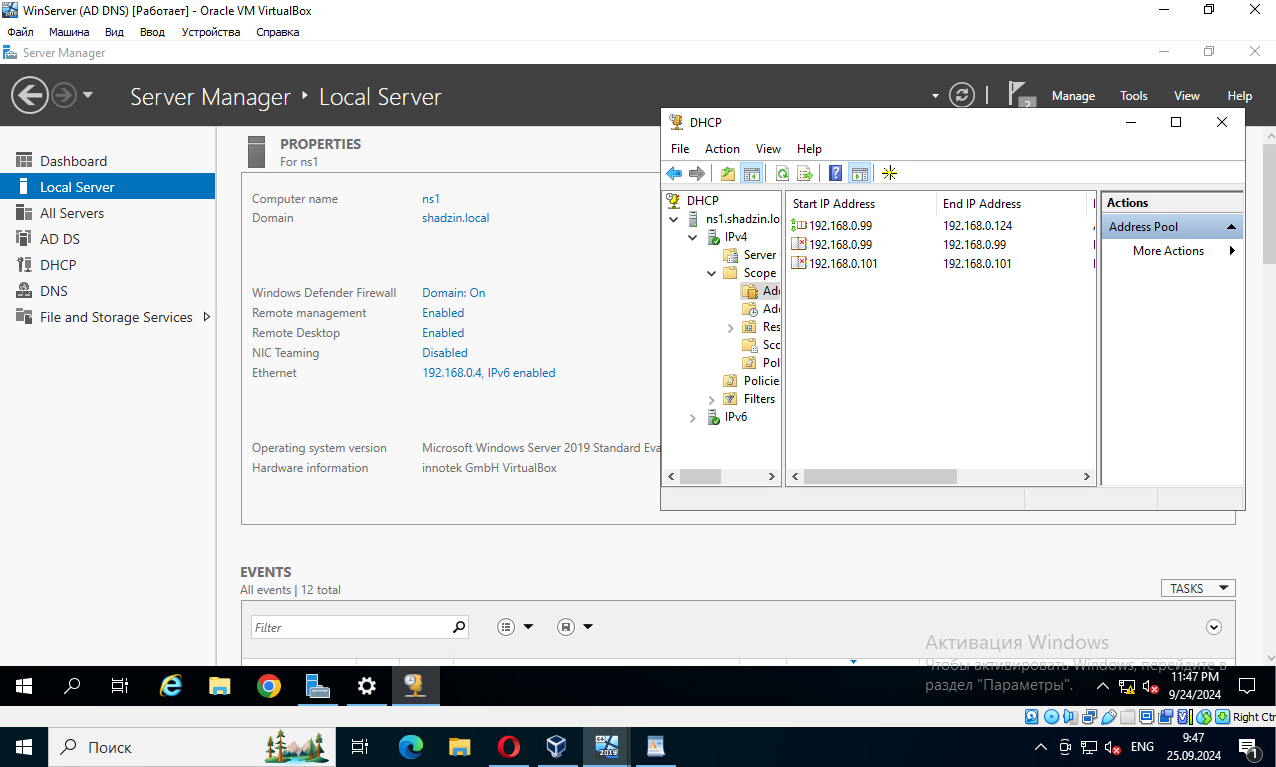 WinServer (AD DNS) [Работает] - Oracle VM VirtualBox
Файл Машина Вид Ввод Устройства Справка
Server Manager
Server Manager Local Server
2
Manage Tools View Help
Dashboard
Local Server
All Servers
AD DS
DHCP
DNS
File and Storage Services
PROPERTIES
For ns1
Computer name ns1
Domain shadzin.local
Windows Defender Firewall Domain: On
Remote management Enabled
Remote Desktop Enabled
NIC Teaming Disabled
Ethernet 192.168.0.4, IPv6 enabled
Operating system version Microsoft Windows Server 2019 Standard Eva
Hardware information innotek GmbH VirtualBox
DHCP
File Action View Help
DHCP
ns1.shadzin.lo
IPv4
Server
Scope
Add
Add
Res
Sco
Pol
Policie
Filters
IPv6
Start IP Address End IP Address
192.168.0.99 192.168.0.124
192.168.0.99 192.168.0.99
192.168.0.101 192.168.0.101
Actions
Address Pool
More Actions
EVENTS
All events | 12 total
TASKS
Filter
Активация Windows
Чтобы активировать Windows, перейдите в
раздел "Параметры".
11:47 PM
9/24/2024
Right Ctrl
Поиск
2019
ENG
9:47
25.09.2024
1